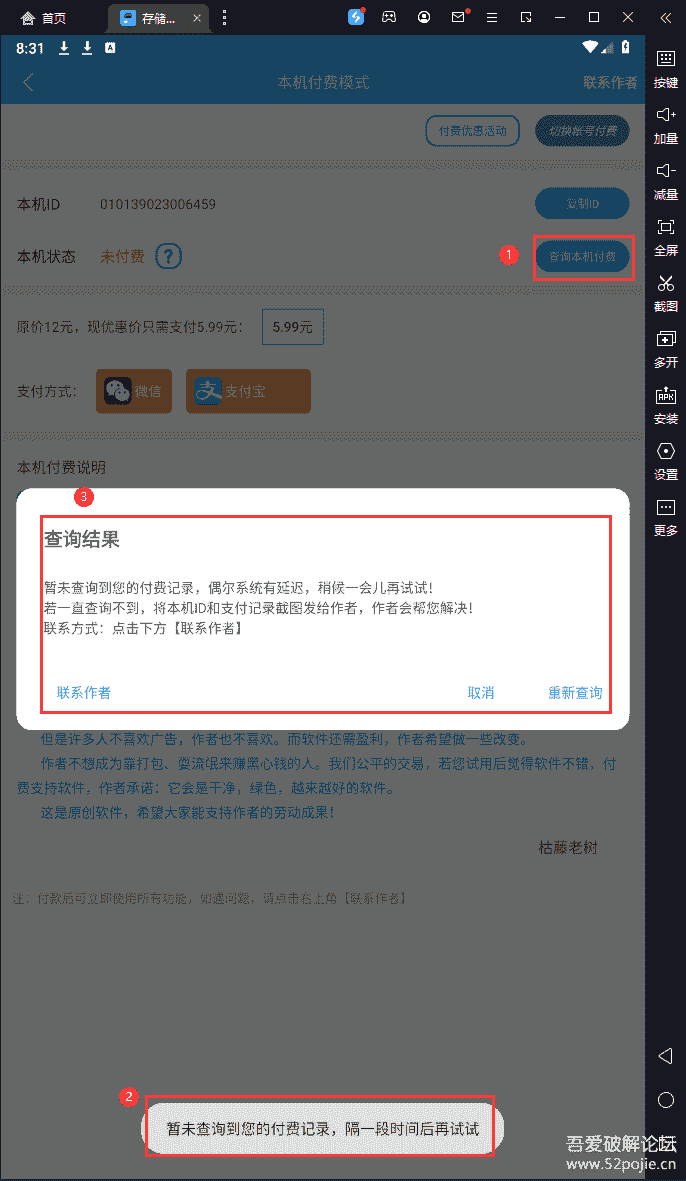 首页
存储...
8:31
A
本机付费模式
联系作者
付费优惠活动
切换账号付费
本机ID
010139023006459
复制ID
本机状态
未付费
?
1
查询本机付费
原价12元，现优惠价只需支付5.99元：
5.99元
支付方式：
微信
支付宝
本机付费说明
3
查询结果
暂未查询到您的付费记录，偶尔系统有延迟，稍候一会儿再试试！
若一直查询不到，将本机ID和支付记录截图发给作者，作者会帮您解决！
联系方式：点击下方【联系作者】
联系作者
取消
重新查询
但是许多人不喜欢广告，作者也不喜欢。而软件还需盈利，作者希望做一些改变。
作者不想成为靠打包、耍流氓来赚黑心钱的人。我们公平的交易，若您试用后觉得软件不错，付
费支持软件，作者承诺：它会是干净，绿色，越来越好的软件。
这是原创软件，希望大家能支持作者的劳动成果！
枯藤老树
注：付款后可立即使用所有功能，如遇问题，请点击右上角【联系作者】
2
暂未查询到您的付费记录，隔一段时间后再试试
按键
加量
减量
全屏
截图
多开
APK
安装
设置
更多
吾爱破解论坛
www.52pojie.cn